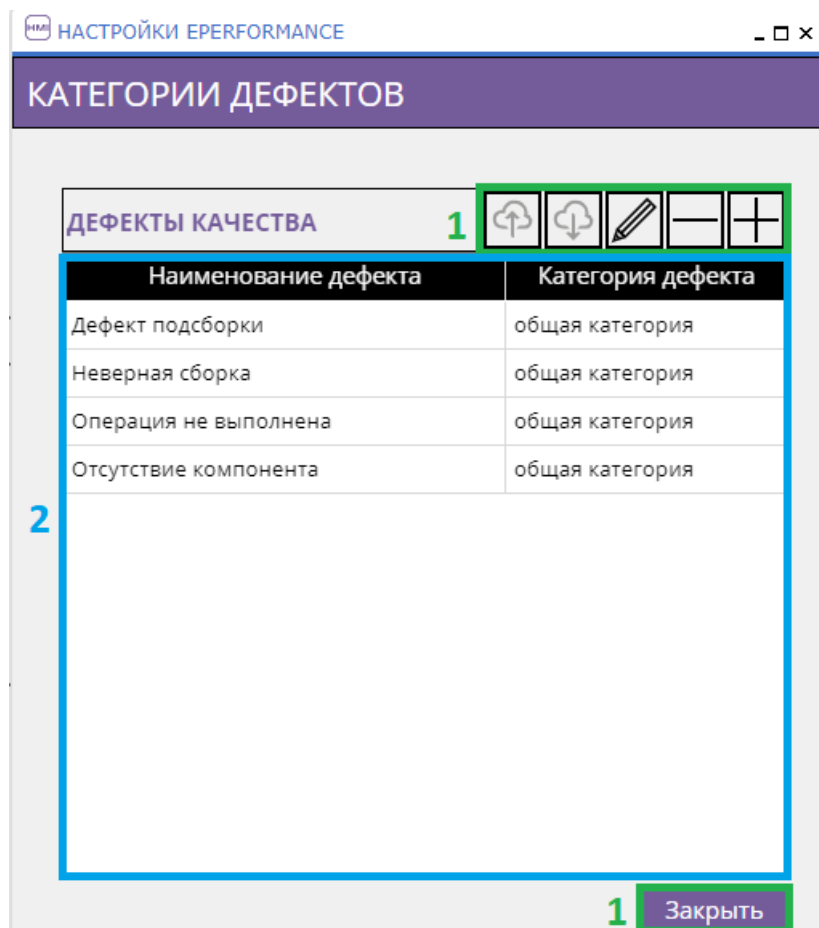 HMI НАСТРОЙКИ EPERFORMANCE
КАТЕГОРИИ ДЕФЕКТОВ
ДЕФЕКТЫ КАЧЕСТВА 1
Наименование дефекта Категория дефекта
Дефект подсборки общая категория
Неверная сборка общая категория
Операция не выполнена общая категория
Отсутствие компонента общая категория
2
1 Закрыть